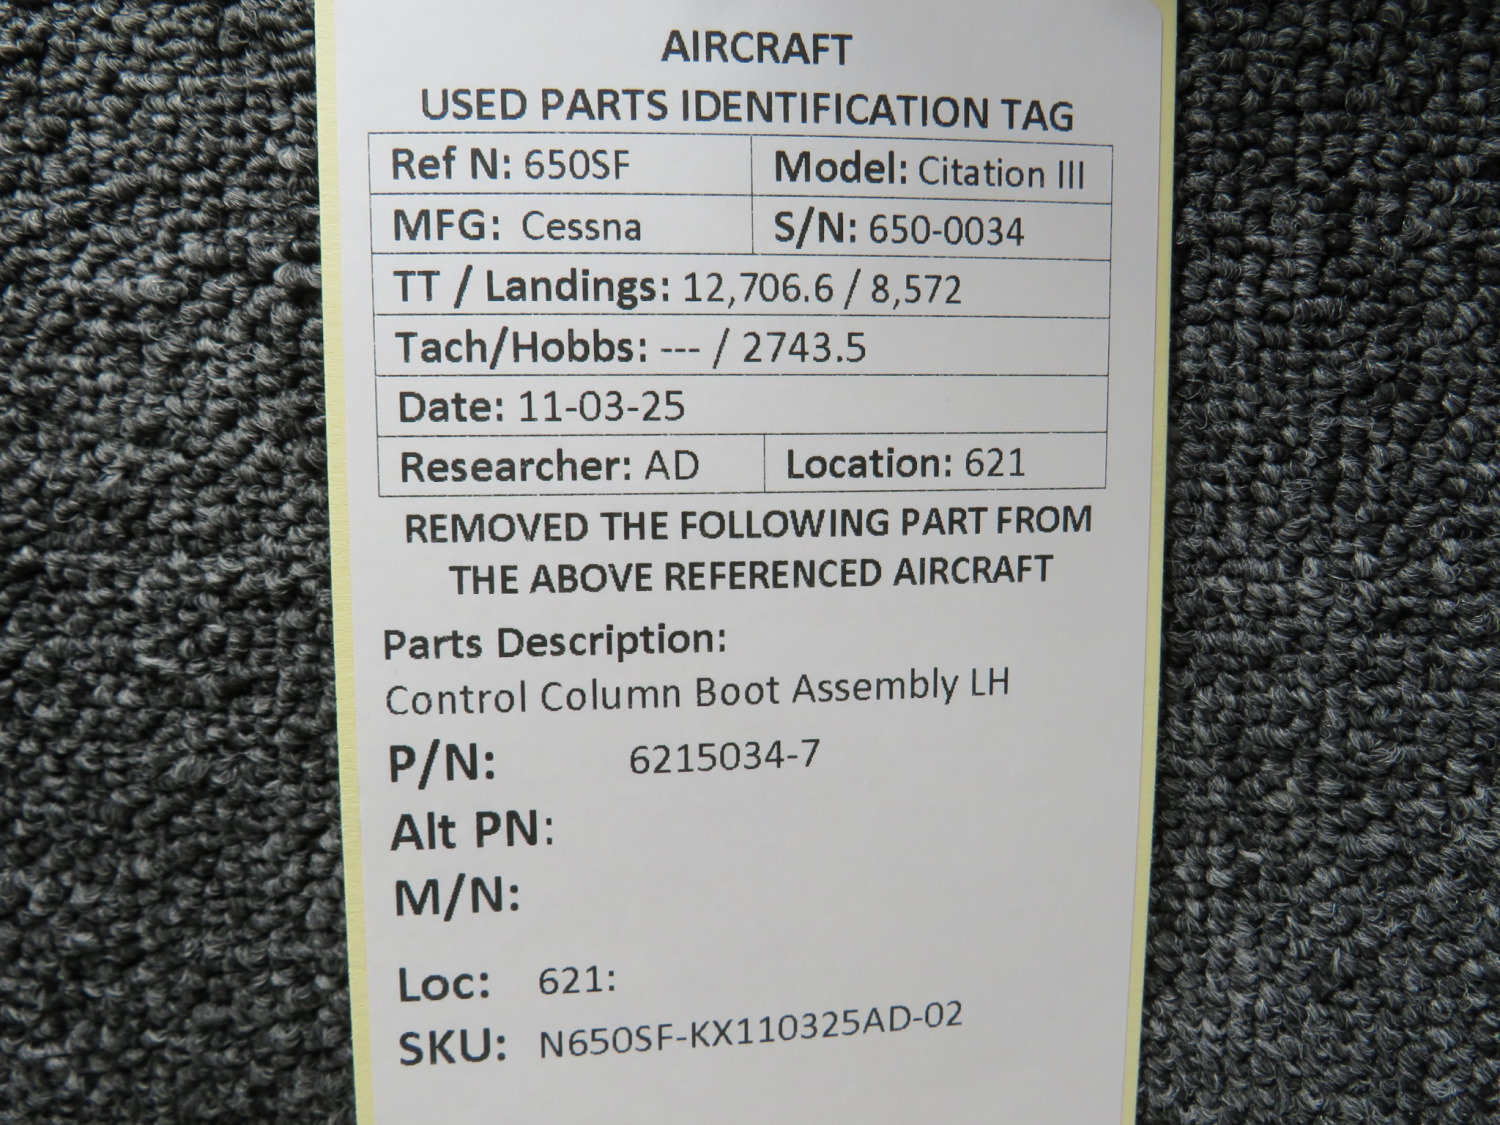 AIRCRAFT
USED PARTS IDENTIFICATION TAG
Ref N: 650SF Model: Citation III
MFG: Cessna S/N: 650-0034
TT / Landings: 12,706.6 / 8,572
Tach/Hobbs: --- / 2743.5
Date: 11-03-25
Researcher: AD Location: 621
REMOVED THE FOLLOWING PART FROM
THE ABOVE REFERENCED AIRCRAFT
Parts Description:
Control Column Boot Assembly LH
P/N: 6215034-7
Alt PN:
M/N:
Loc: 621:
SKU: N650SF-KX110325AD-02